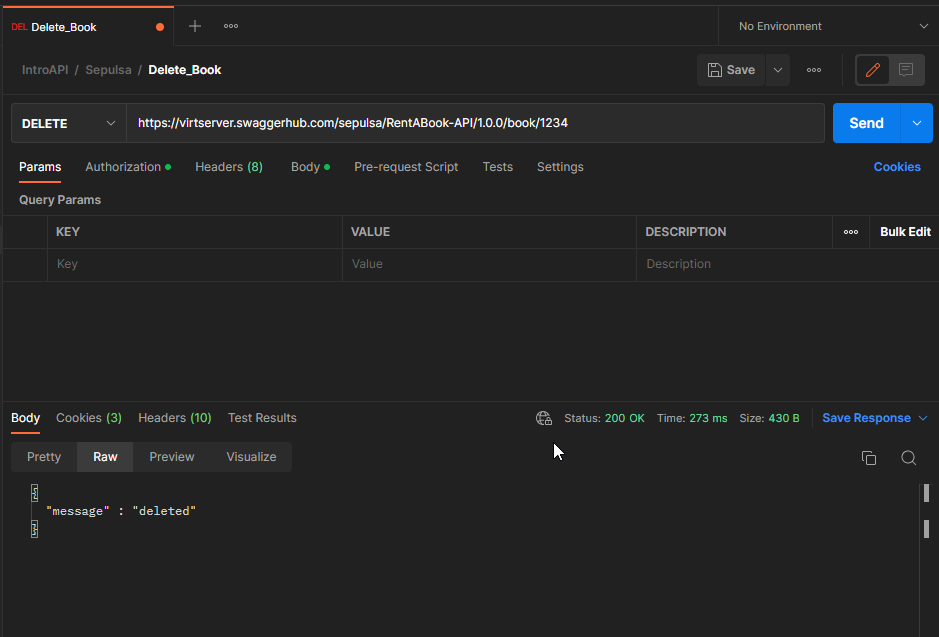 DEL Delete_Book
No Environment
IntroAPI / Sepulsa / Delete_Book
Save
DELETE
https://virtserver.swaggerhub.com/sepulsa/RentABook-API/1.0.0/book/1234
Send
Params Authorization Headers (8) Body Pre-request Script Tests Settings Cookies
Query Params
KEY VALUE DESCRIPTION Bulk Edit
Key Value Description
Body Cookies (3) Headers (10) Test Results Status: 200 OK Time: 273 ms Size: 430 B Save Response
Pretty Raw Preview Visualize
{
"message" : "deleted"
}